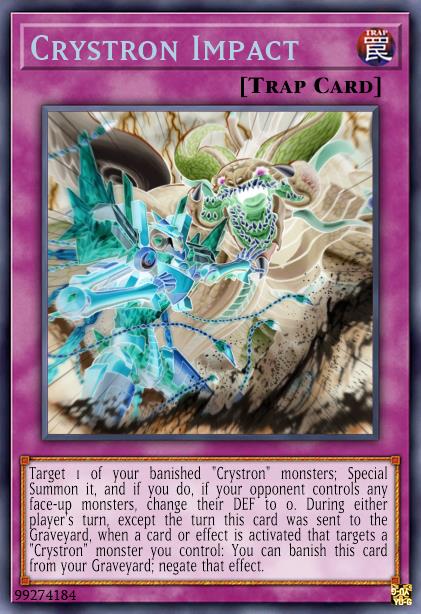 Crystron Impact
TRAP
罠
[Trap Card]
Target 1 of your banished "Crystron" monsters; Special
Summon it, and if you do, if your opponent controls any
face-up monsters, change their DEF to 0. During either
player's turn, except the turn this card was sent to the
Graveyard, when a card or effect is activated that targets a
"Crystron" monster you control: You can banish this card
from your Graveyard; negate that effect.
99274184